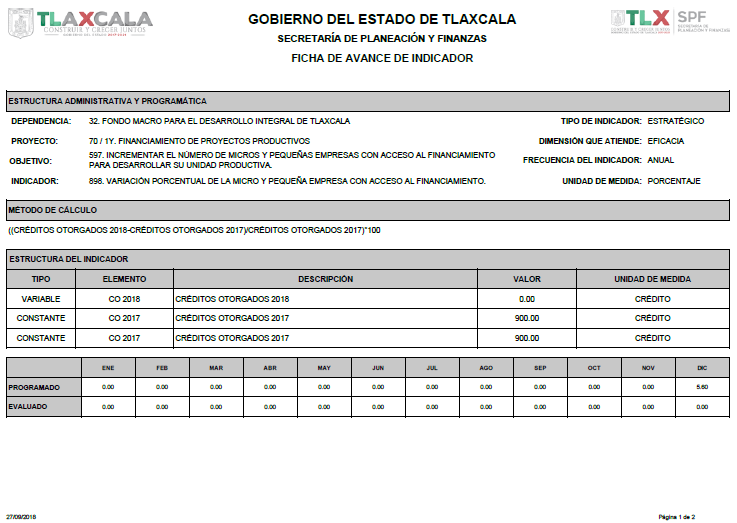 TLAXCALA
CONSTRUIR Y CRECER JUNTOS
GOBIERNO DEL ESTADO DE TLAXCALA
SECRETARÍA DE PLANEACIÓN Y FINANZAS
FICHA DE AVANCE DE INDICADOR
TLX
CONSTRUIR Y CRECER JUNTOS
SPF
SECRETARÍA DE
PLANEACIÓN Y FINANZAS
ESTRUCTURA ADMINISTRATIVA Y PROGRAMÁTICA
DEPENDENCIA: 32. FONDO MACRO PARA EL DESARROLLO INTEGRAL DE TLAXCALA TIPO DE INDICADOR: ESTRATÉGICO
PROYECTO: 70 / 1Y. FINANCIAMIENTO DE PROYECTOS PRODUCTIVOS DIMENSIÓN QUE ATIENDE: EFICACIA
OBJETIVO: 597. INCREMENTAR EL NÚMERO DE MICROS Y PEQUEÑAS EMPRESAS CON ACCESO AL FINANCIAMIENTO
PARA DESARROLLAR SU UNIDAD PRODUCTIVA. FRECUENCIA DEL INDICADOR: ANUAL
INDICADOR: 898. VARIACIÓN PORCENTUAL DE LA MICRO Y PEQUEÑA EMPRESA CON ACCESO AL FINANCIAMIENTO. UNIDAD DE MEDIDA: PORCENTAJE
MÉTODO DE CÁLCULO
((CRÉDITOS OTORGADOS 2018-CRÉDITOS OTORGADOS 2017)/CRÉDITOS OTORGADOS 2017)*100
ESTRUCTURA DEL INDICADOR
TIPO ELEMENTO DESCRIPCIÓN VALOR UNIDAD DE MEDIDA
VARIABLE CO 2018 CRÉDITOS OTORGADOS 2018 0.00 CRÉDITO
CONSTANTE CO 2017 CRÉDITOS OTORGADOS 2017 900.00 CRÉDITO
CONSTANTE CO 2017 CRÉDITOS OTORGADOS 2017 900.00 CRÉDITO
ENE FEB MAR ABR MAY JUN JUL AGO SEP OCT NOV DIC
PROGRAMADO 0.00 0.00 0.00 0.00 0.00 0.00 0.00 0.00 0.00 0.00 0.00 5.60
EVALUADO 0.00 0.00 0.00 0.00 0.00 0.00 0.00 0.00 0.00 0.00 0.00 0.00
27/09/2018 Página 1 de 2